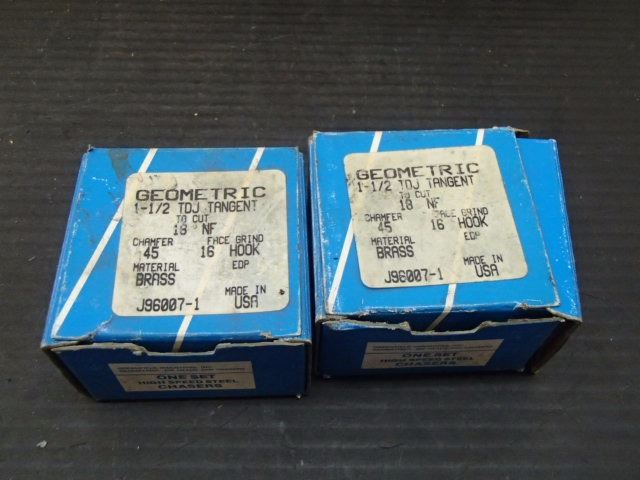 GEOMETRIC
1-1/2 TDJ TANGENT
TO CUT
18 NF
CHAMFER FACE GRIND
45 16 HOOK
MATERIAL EDP
BRASS
J96007-1 MADE IN USA
ONE SET
HIGH SPEED STEEL
CHASERS
GEOMETRIC
1-1/2 TDJ TANGENT
TO CUT
18 NF
CHAMFER FACE GRIND
45 16 HOOK
MATERIAL EDP
BRASS
J96007-1 MADE IN USA
ONE SET
HIGH SPEED STEEL
CHASERS